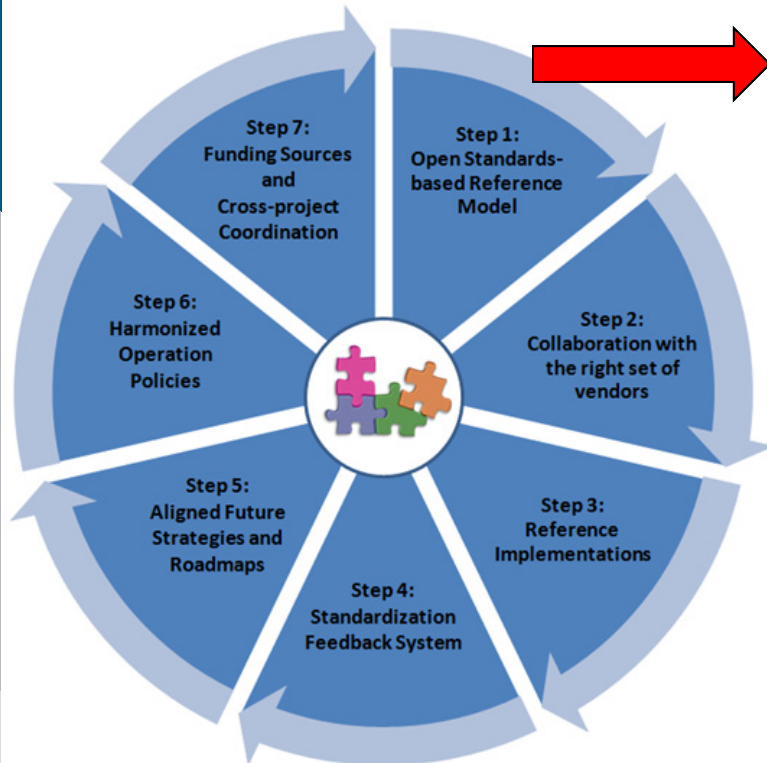 Step 1:
Open Standards-
based Reference
Model
Step 2:
Collaboration with
the right set of
vendors
Step 3:
Reference
Implementations
Step 4:
Standardization
Feedback System
Step 5:
Aligned Future
Strategies and
Roadmaps
Step 6:
Harmonized
Operation
Policies
Step 7:
Funding Sources
and
Cross-project
Coordination